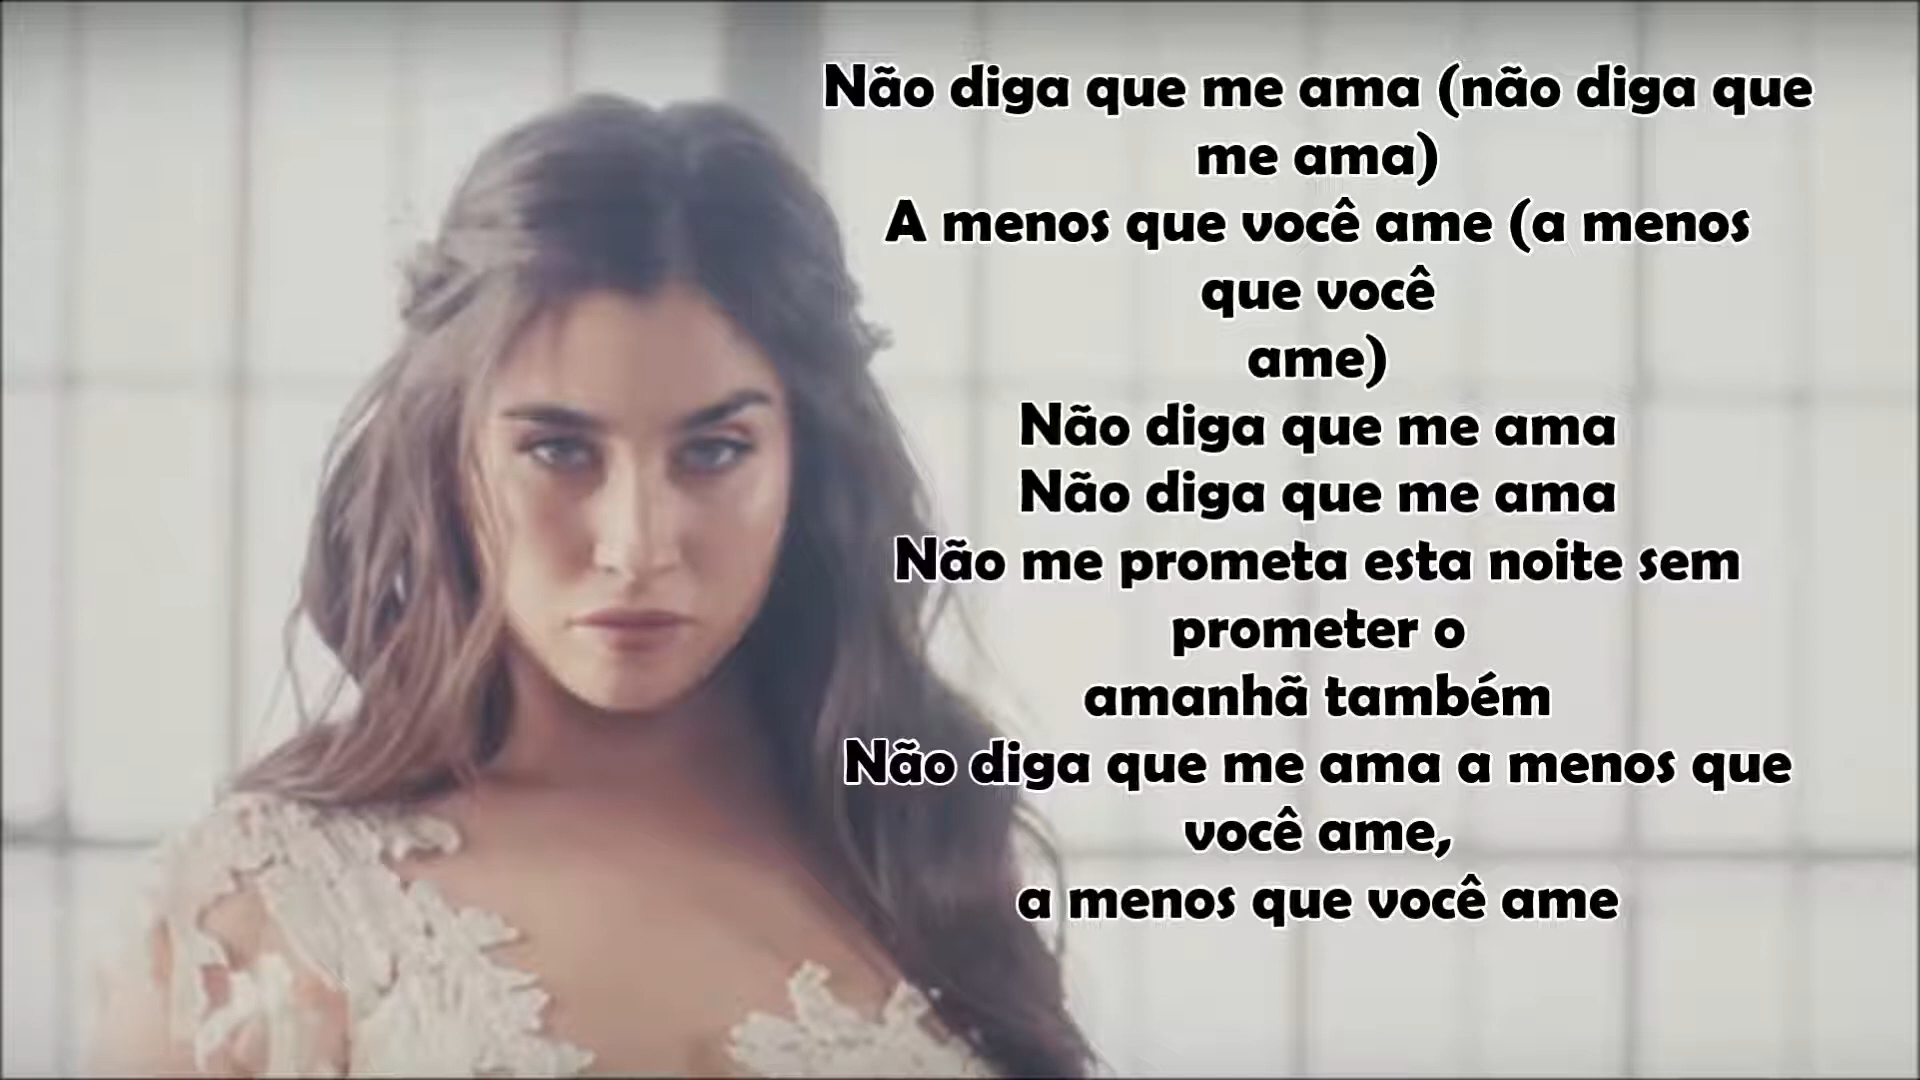 Não diga que me ama (não diga que
me ama)
A menos que você ame (a menos
que você
ame)
Não diga que me ama
Não diga que me ama
Não me prometa esta noite sem
prometer o
amanhã também
Não diga que me ama a menos que
você ame,
a menos que você ame